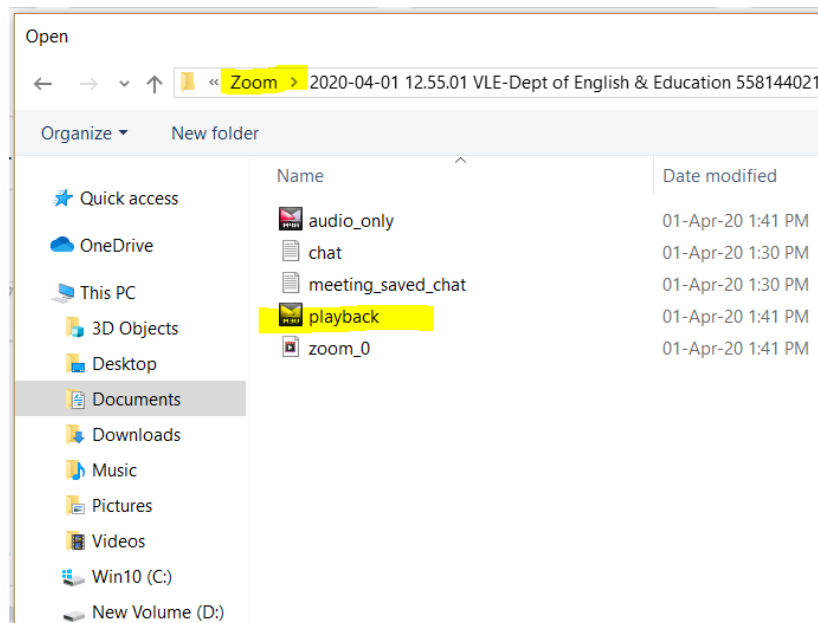 Open
« Zoom > 2020-04-01 12.55.01 VLE-Dept of English & Education 558144021
Organize New folder
Name Date modified
Quick access
OneDrive
This PC
3D Objects
Desktop
Documents
Downloads
Music
Pictures
Videos
Win10 (C:)
New Volume (D:)
audio_only 01-Apr-20 1:41 PM
chat 01-Apr-20 1:30 PM
meeting_saved_chat 01-Apr-20 1:30 PM
playback 01-Apr-20 1:41 PM
zoom_0 01-Apr-20 1:41 PM